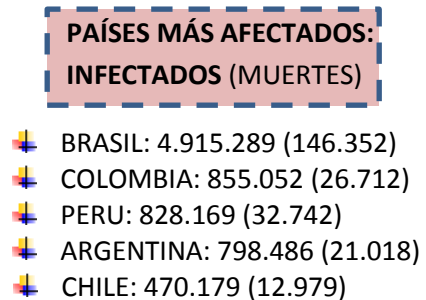 PAÍSES MÁS AFECTADOS:
INFECTADOS (MUERTES)
BRASIL: 4.915.289 (146.352)
COLOMBIA: 855.052 (26.712)
PERU: 828.169 (32.742)
ARGENTINA: 798.486 (21.018)
CHILE: 470.179 (12.979)